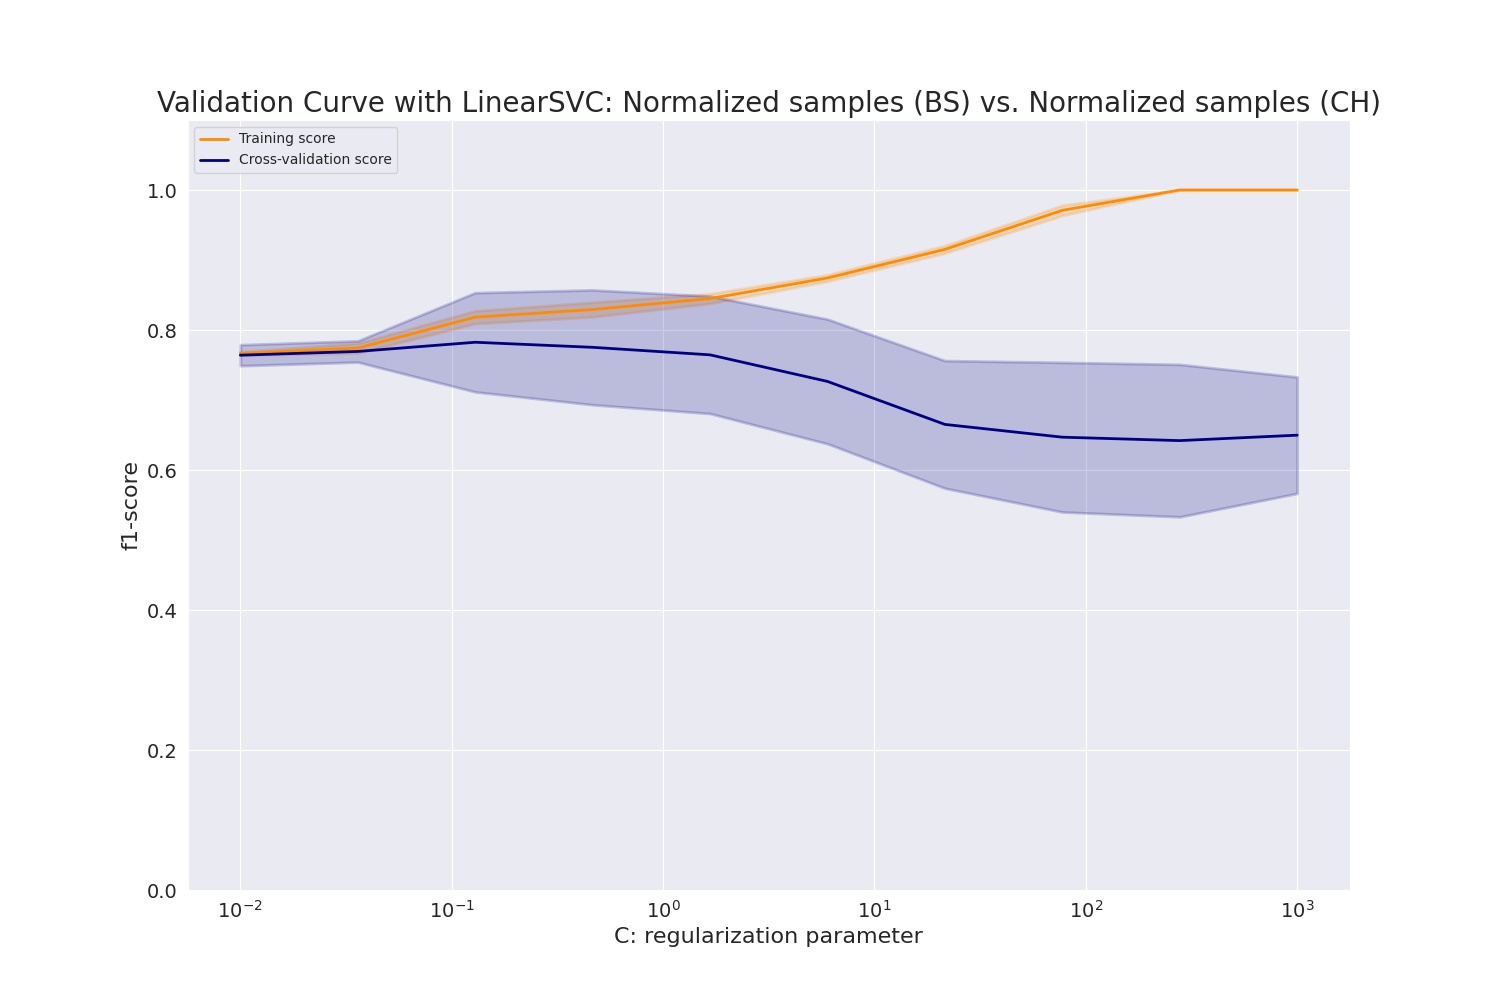 Validation Curve with LinearSVC: Normalized samples (BS) vs. Normalized samples (CH)
Training score
Cross-validation score
1.0
0.8
0.6
0.4
0.2
0.0
f1-score
10⁻² 10⁻¹ 10⁰ 10¹ 10² 10³
C: regularization parameter